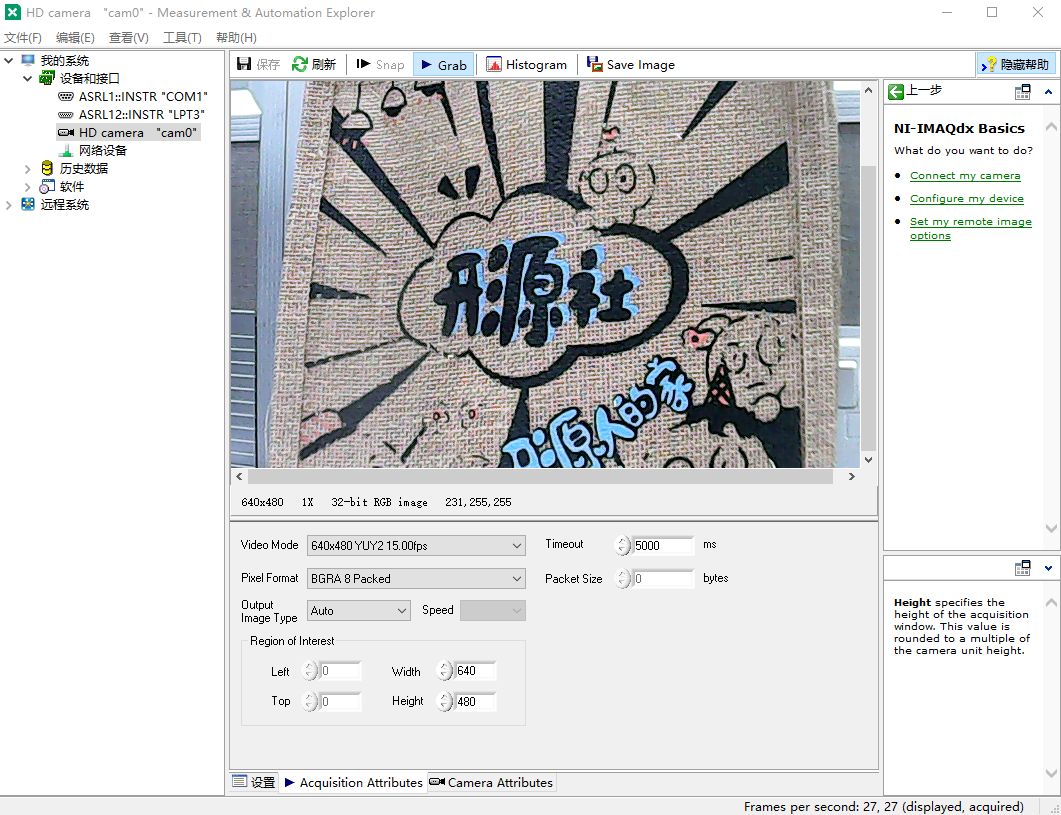 HD camera "cam0" - Measurement & Automation Explorer
文件(F) 编辑(E) 查看(V) 工具(T) 帮助(H)
我的系统
设备和接口
ASRL1::INSTR "COM1"
ASRL12::INSTR "LPT3"
HD camera "cam0"
网络设备
历史数据
软件
远程系统
保存 刷新 Snap Grab Histogram Save Image 隐藏帮助
形源社
形源人的家
640x480 1X 32-bit RGB image 231,255,255
Video Mode 640x480 YUY2 15.00fps Timeout 5000 ms
Pixel Format BGRA 8 Packed Packet Size 0 bytes
Output Image Type Auto Speed
Region of Interest
Left 0 Width 640
Top 0 Height 480
设置 Acquisition Attributes Camera Attributes
上一步
NI-IMAQdx Basics
What do you want to do?
Connect my camera
Configure my device
Set my remote image
options
Height specifies the
height of the acquisition
window. This value is
rounded to a multiple of
the camera unit height.
Frames per second: 27, 27 (displayed, acquired)